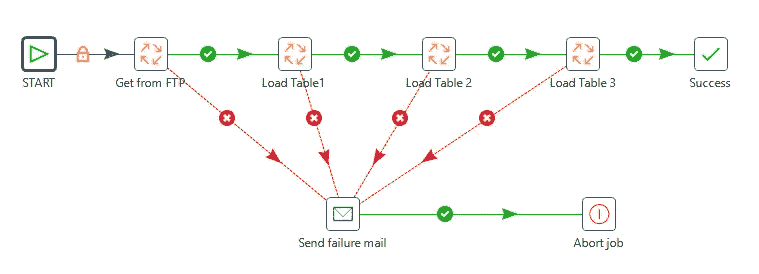 START
Get from FTP
Load Table1
Load Table 2
Load Table 3
Success
Send failure mail
Abort job